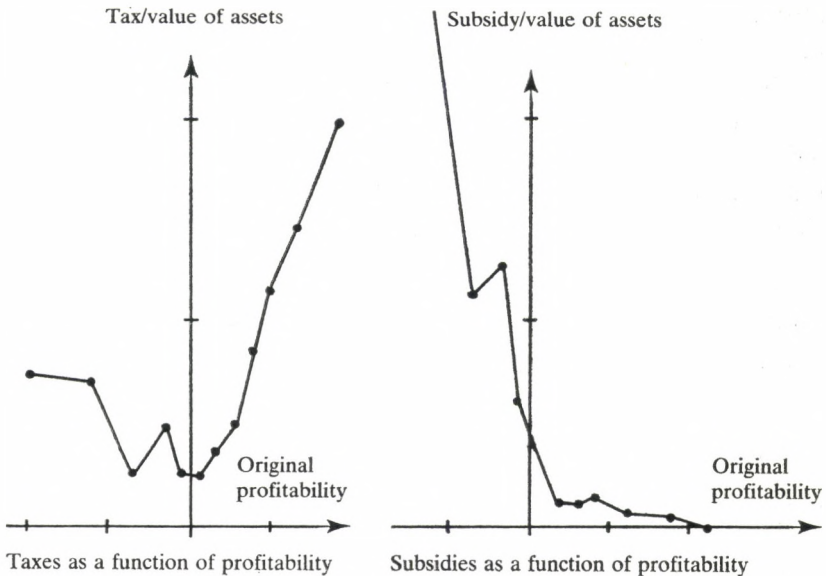 Tax/value of assets
Subsidy/value of assets
Original
profitability
Original
profitability
Taxes as a function of profitability
Subsidies as a function of profitability